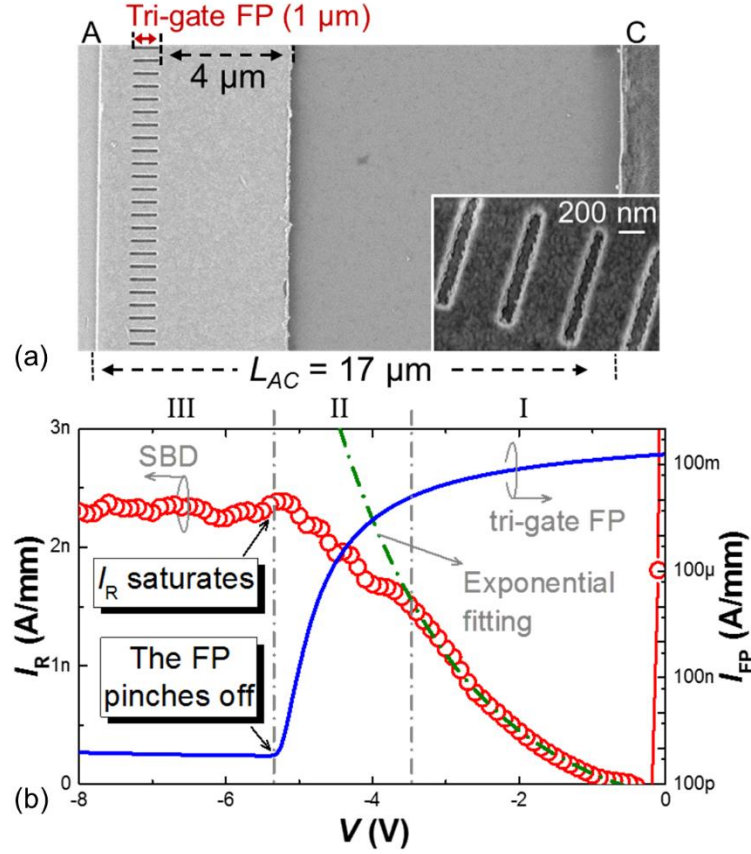 Tri-gate FP (1 µm)
A
C
4 µm
200 nm
(a)
L_AC = 17 µm
III
II
I
3n
2n
1n
0
I_R (A/mm)
SBD
tri-gate FP
I_R saturates
Exponential
fitting
The FP
pinches off
100m
100µ
100n
100p
I_FP (A/mm)
(b)
-8
-6
-4
-2
0
V (V)